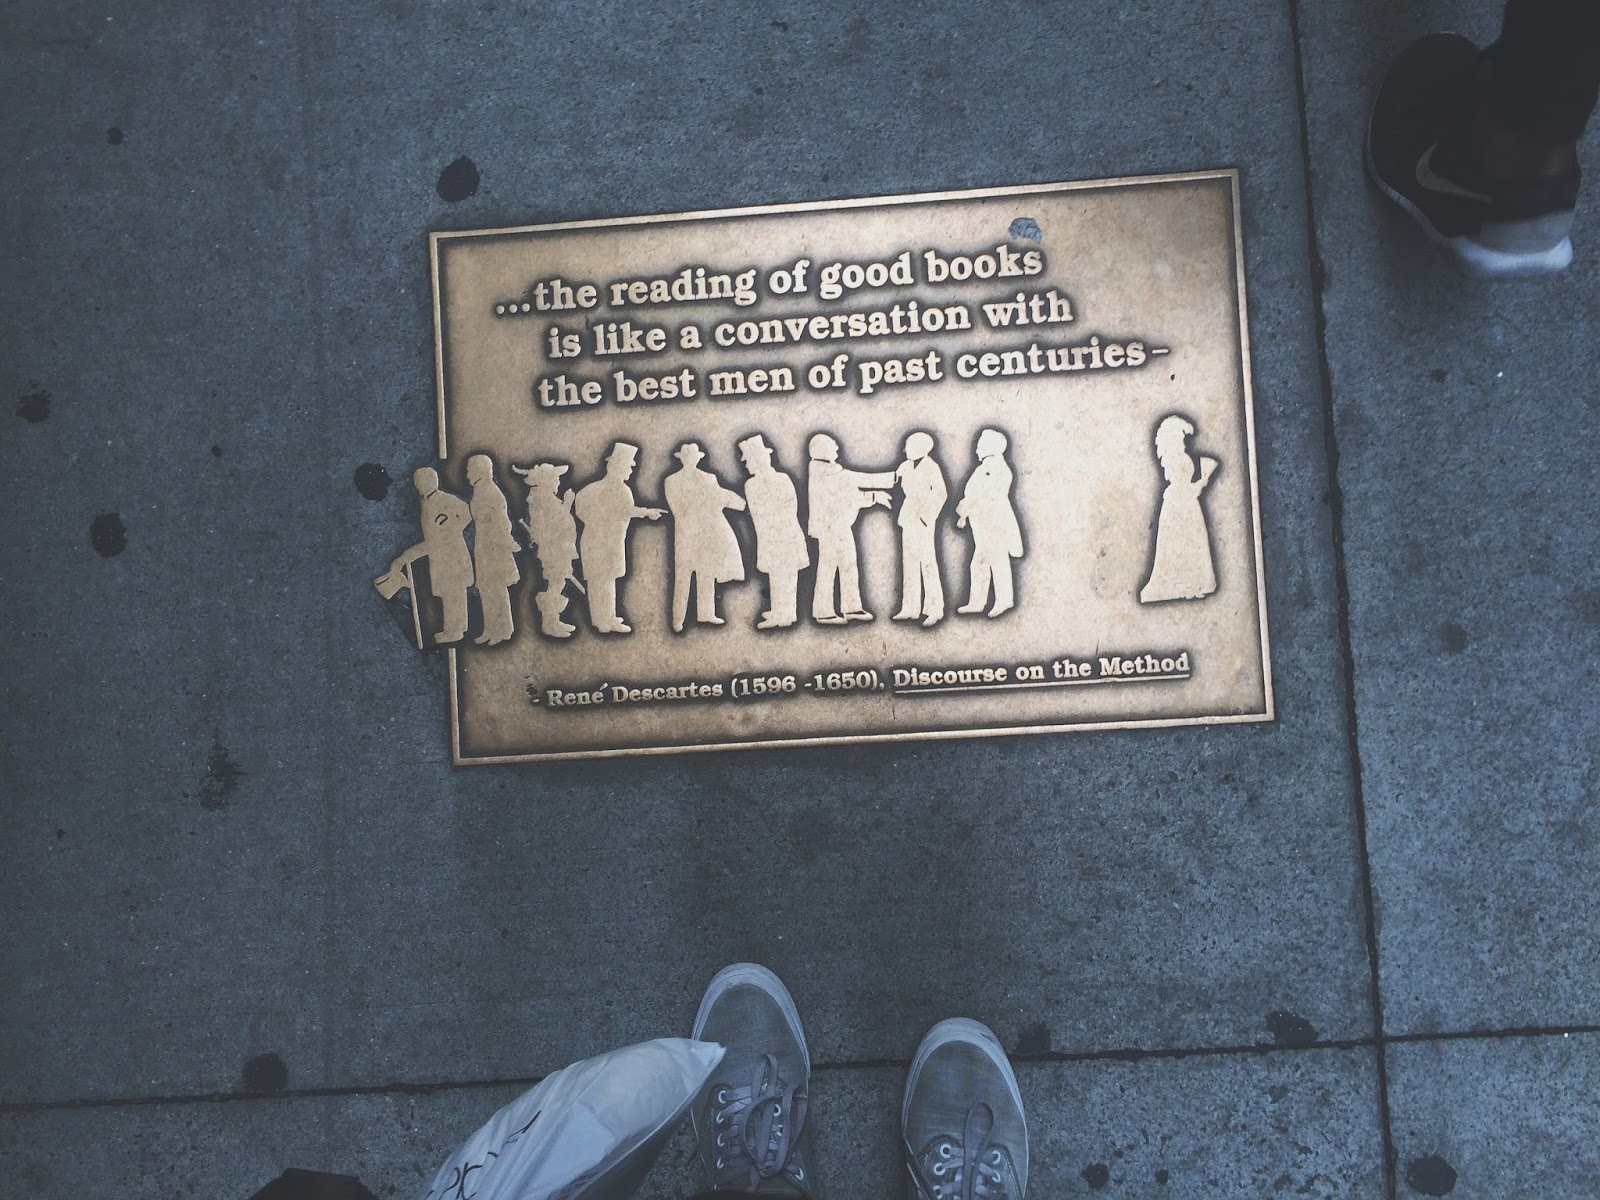 ...the reading of good books
is like a conversation with
the best men of past centuries–
- René Descartes (1596 -1650), Discourse on the Method